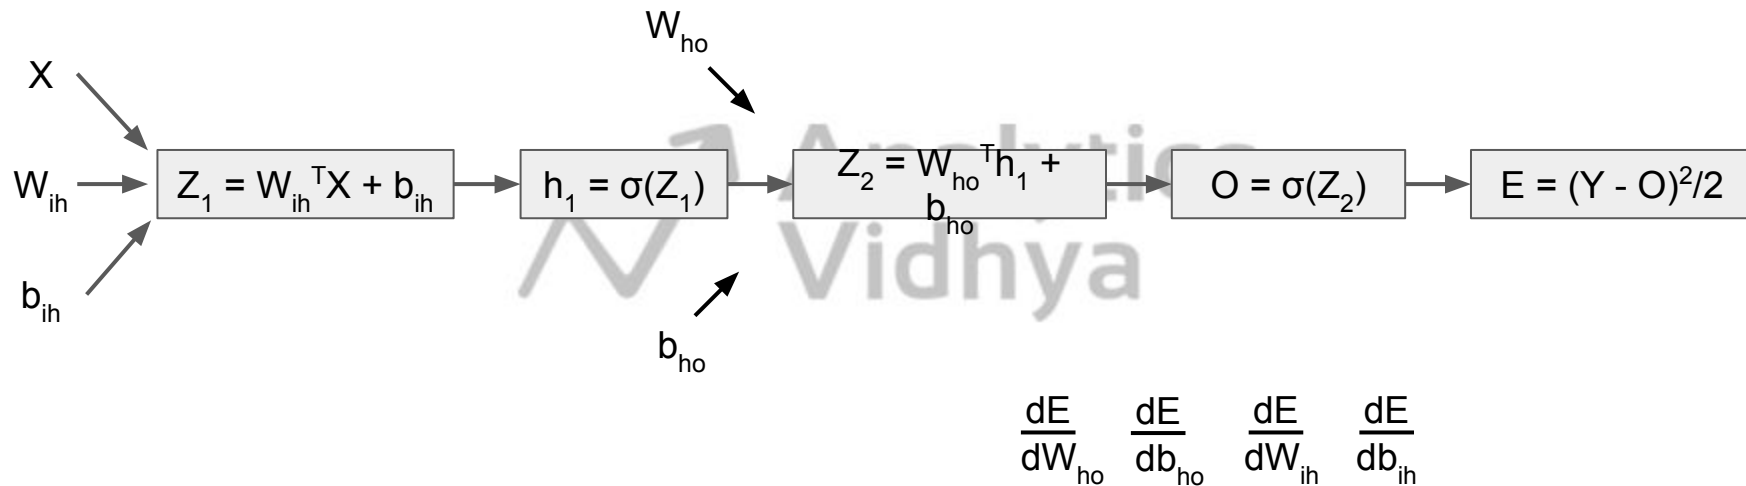 W_ho
X
W_ih
b_ih
Z_1 = W_ih^T X + b_ih
h_1 = σ(Z_1)
Z_2 = W_ho^T h_1 +
b_ho
O = σ(Z_2)
E = (Y - O)^2/2
b_ho
Analytics
Vidhya
dE dE dE dE
dW_ho db_ho dW_ih db_ih